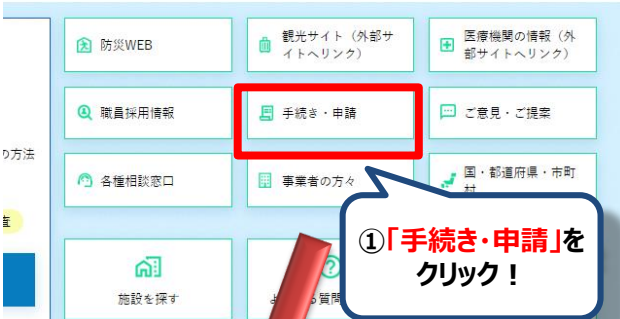 防災WEB
観光サイト（外部サ
イトへリンク）
医療機関の情報（外
部サイトへリンク）
職員採用情報
手続き・申請
ご意見・ご提案
の方法
各種相談窓口
事業者の方々
国・都道府県・市町
村
①「手続き・申請」を
クリック！
施設を探す
質問